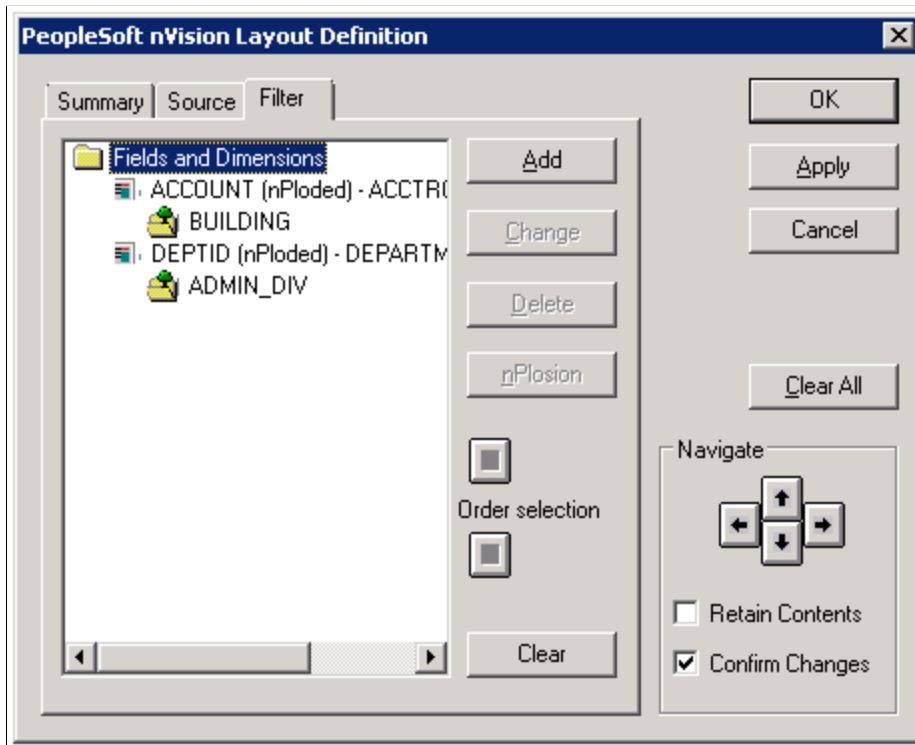 PeopleSoft nVision Layout Definition
Summary Source Filter
Fields and Dimensions
ACCOUNT (nPloded) - ACCTRO
BUILDING
DEPTID (nPloded) - DEPARTM
ADMIN_DIV
Add
Change
Delete
nPlosion
Order selection
Clear
OK
Apply
Cancel
Clear All
Navigate
Retain Contents
Confirm Changes